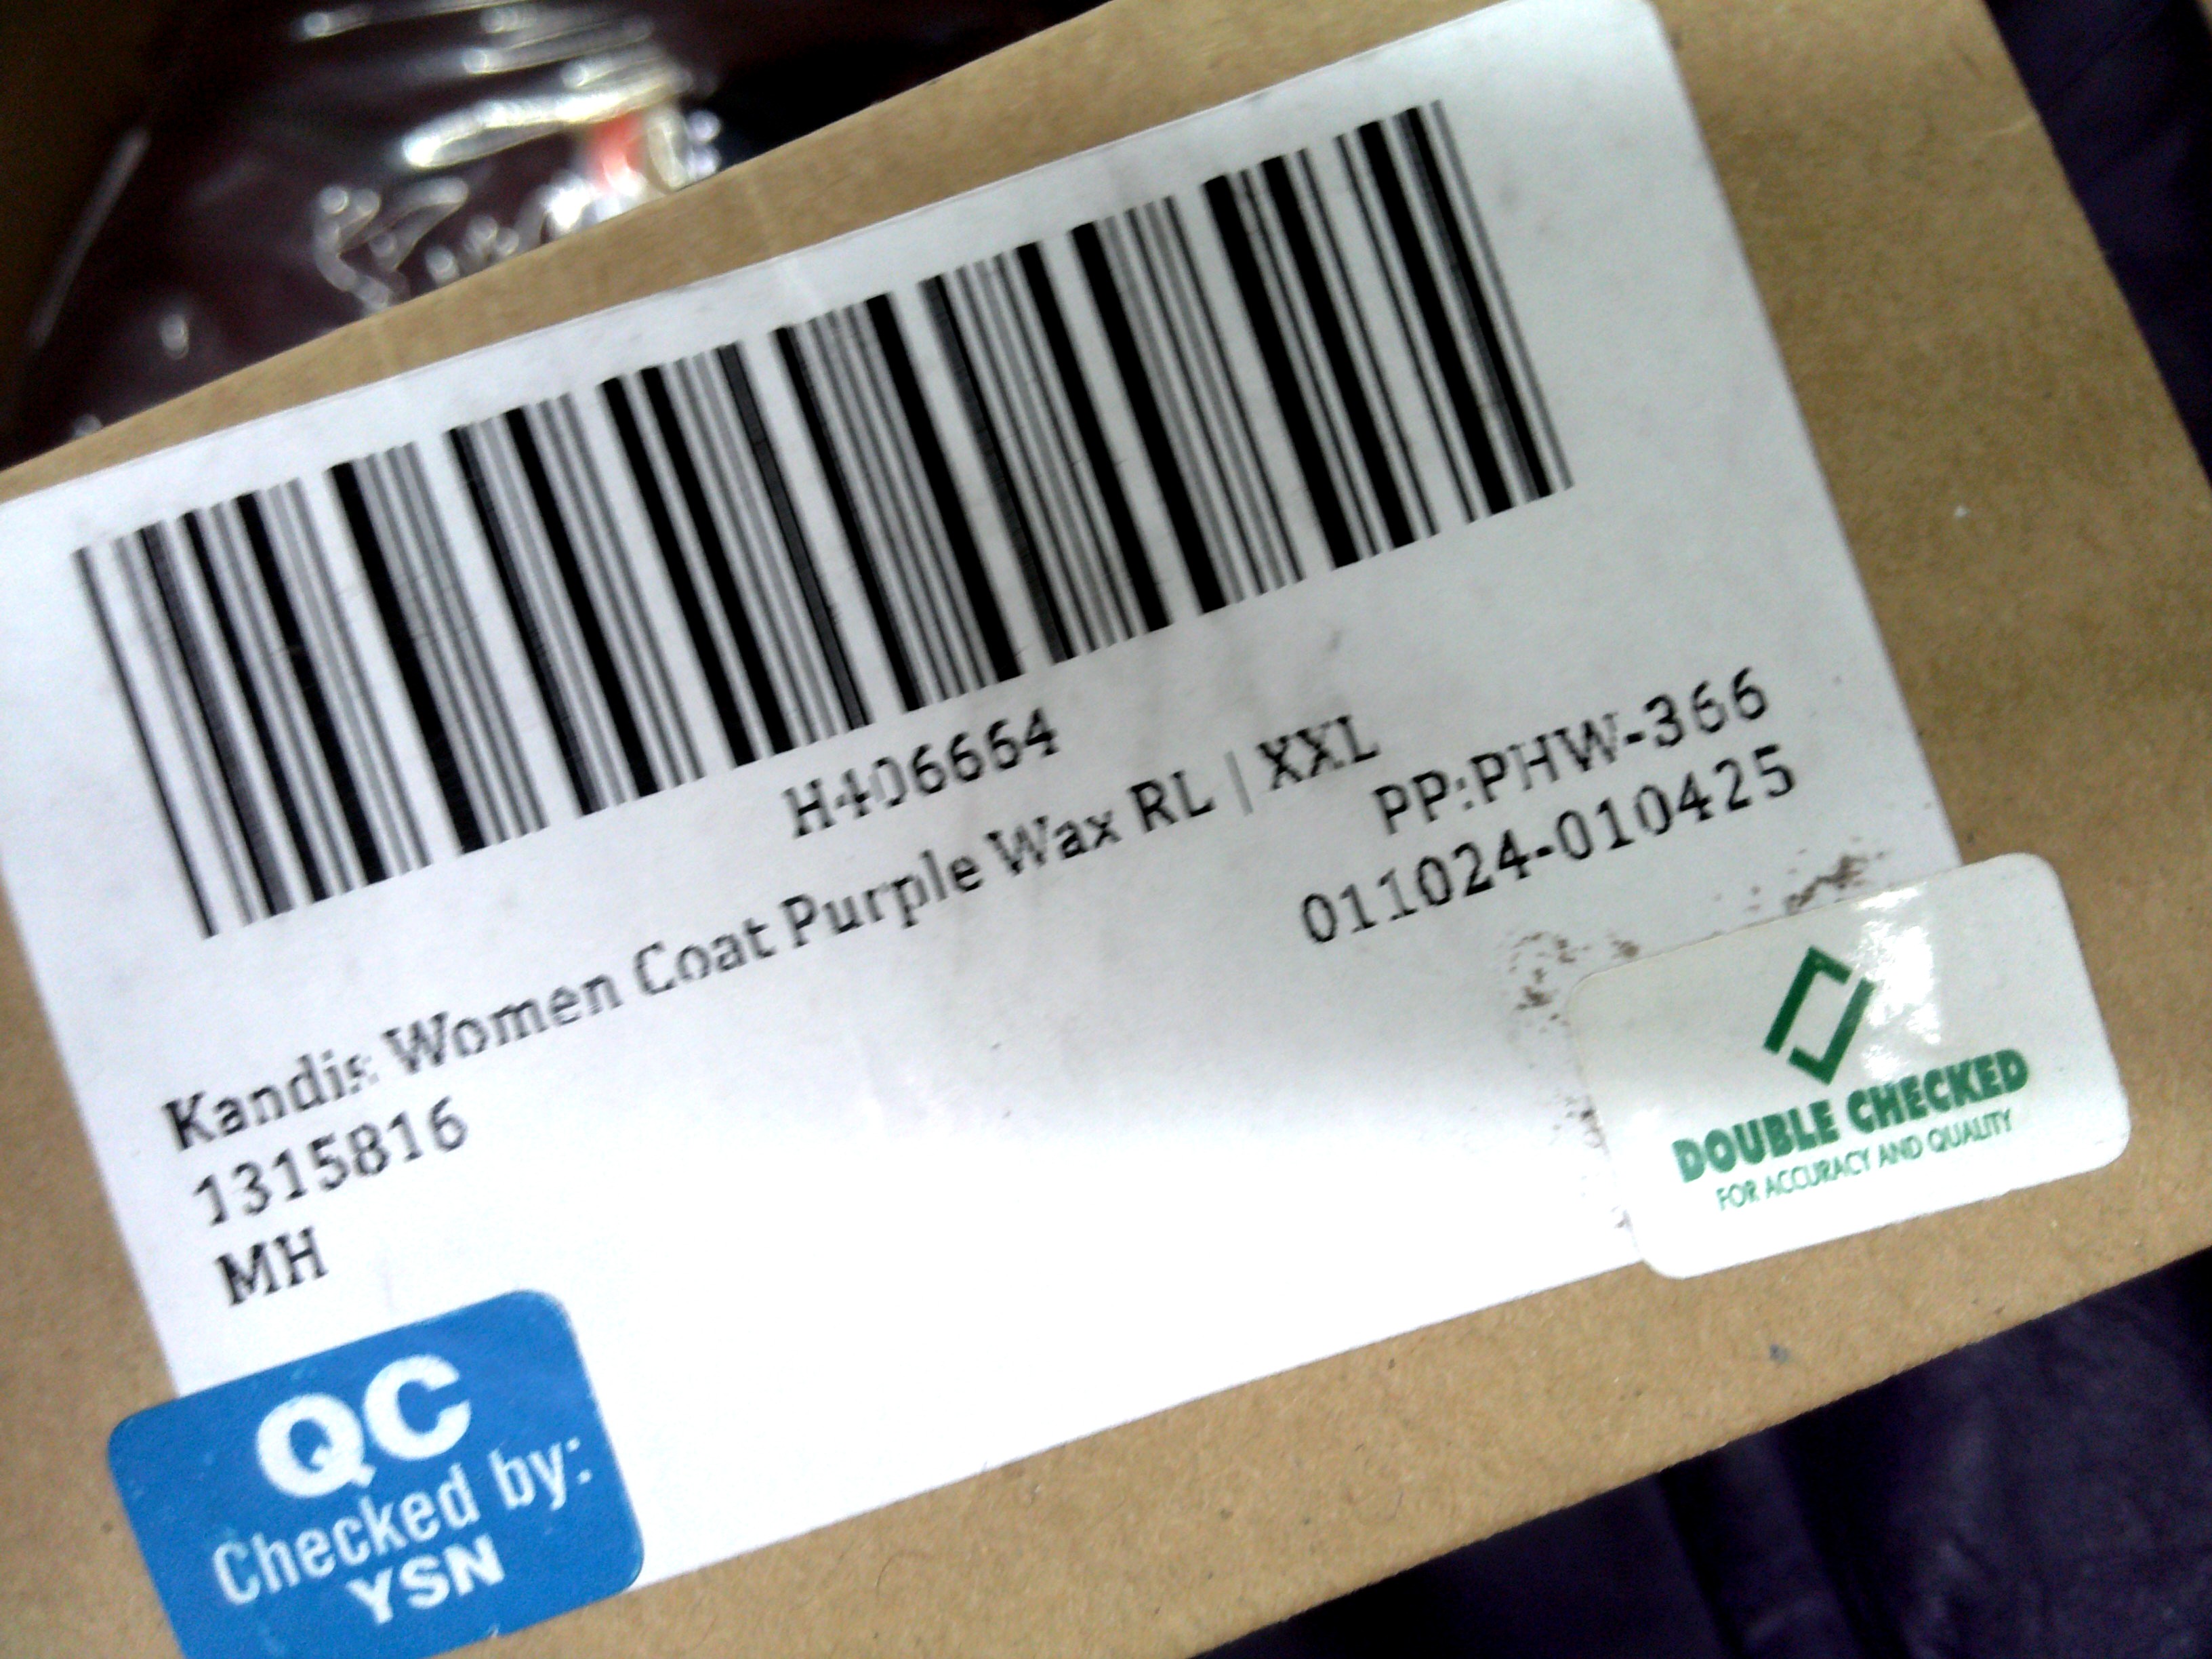 H406664
Kandis Women Coat Purple Wax RL | XXL
1315816
PP:PHW-366
MH
011024-010425
DOUBLE CHECKED
FOR ACCURACY AND QUALITY
QC
Checked by:
YSN